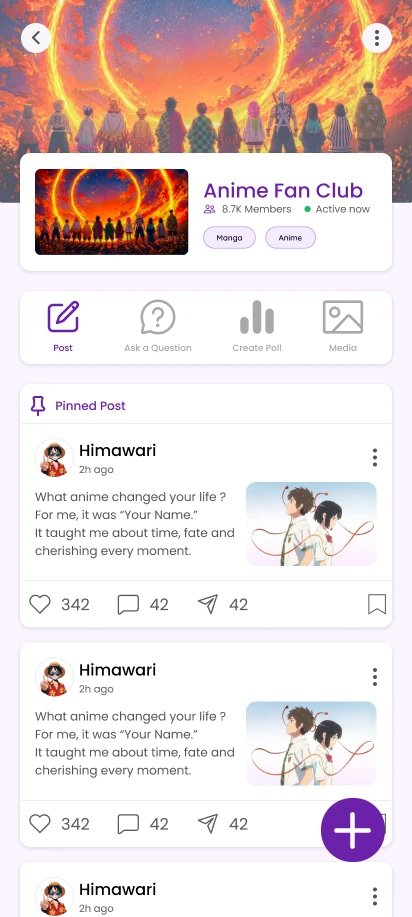 Anime Fan Club
8.7K Members Active now
Manga Anime
Post Ask a Question Create Poll Media
Pinned Post
Himawari
2h ago
What anime changed your life ?
For me, it was “Your Name.”
It taught me about time, fate and
cherishing every moment.
342 42 42
Himawari
2h ago
What anime changed your life ?
For me, it was “Your Name.”
It taught me about time, fate and
cherishing every moment.
342 42 42
Himawari
2h ago